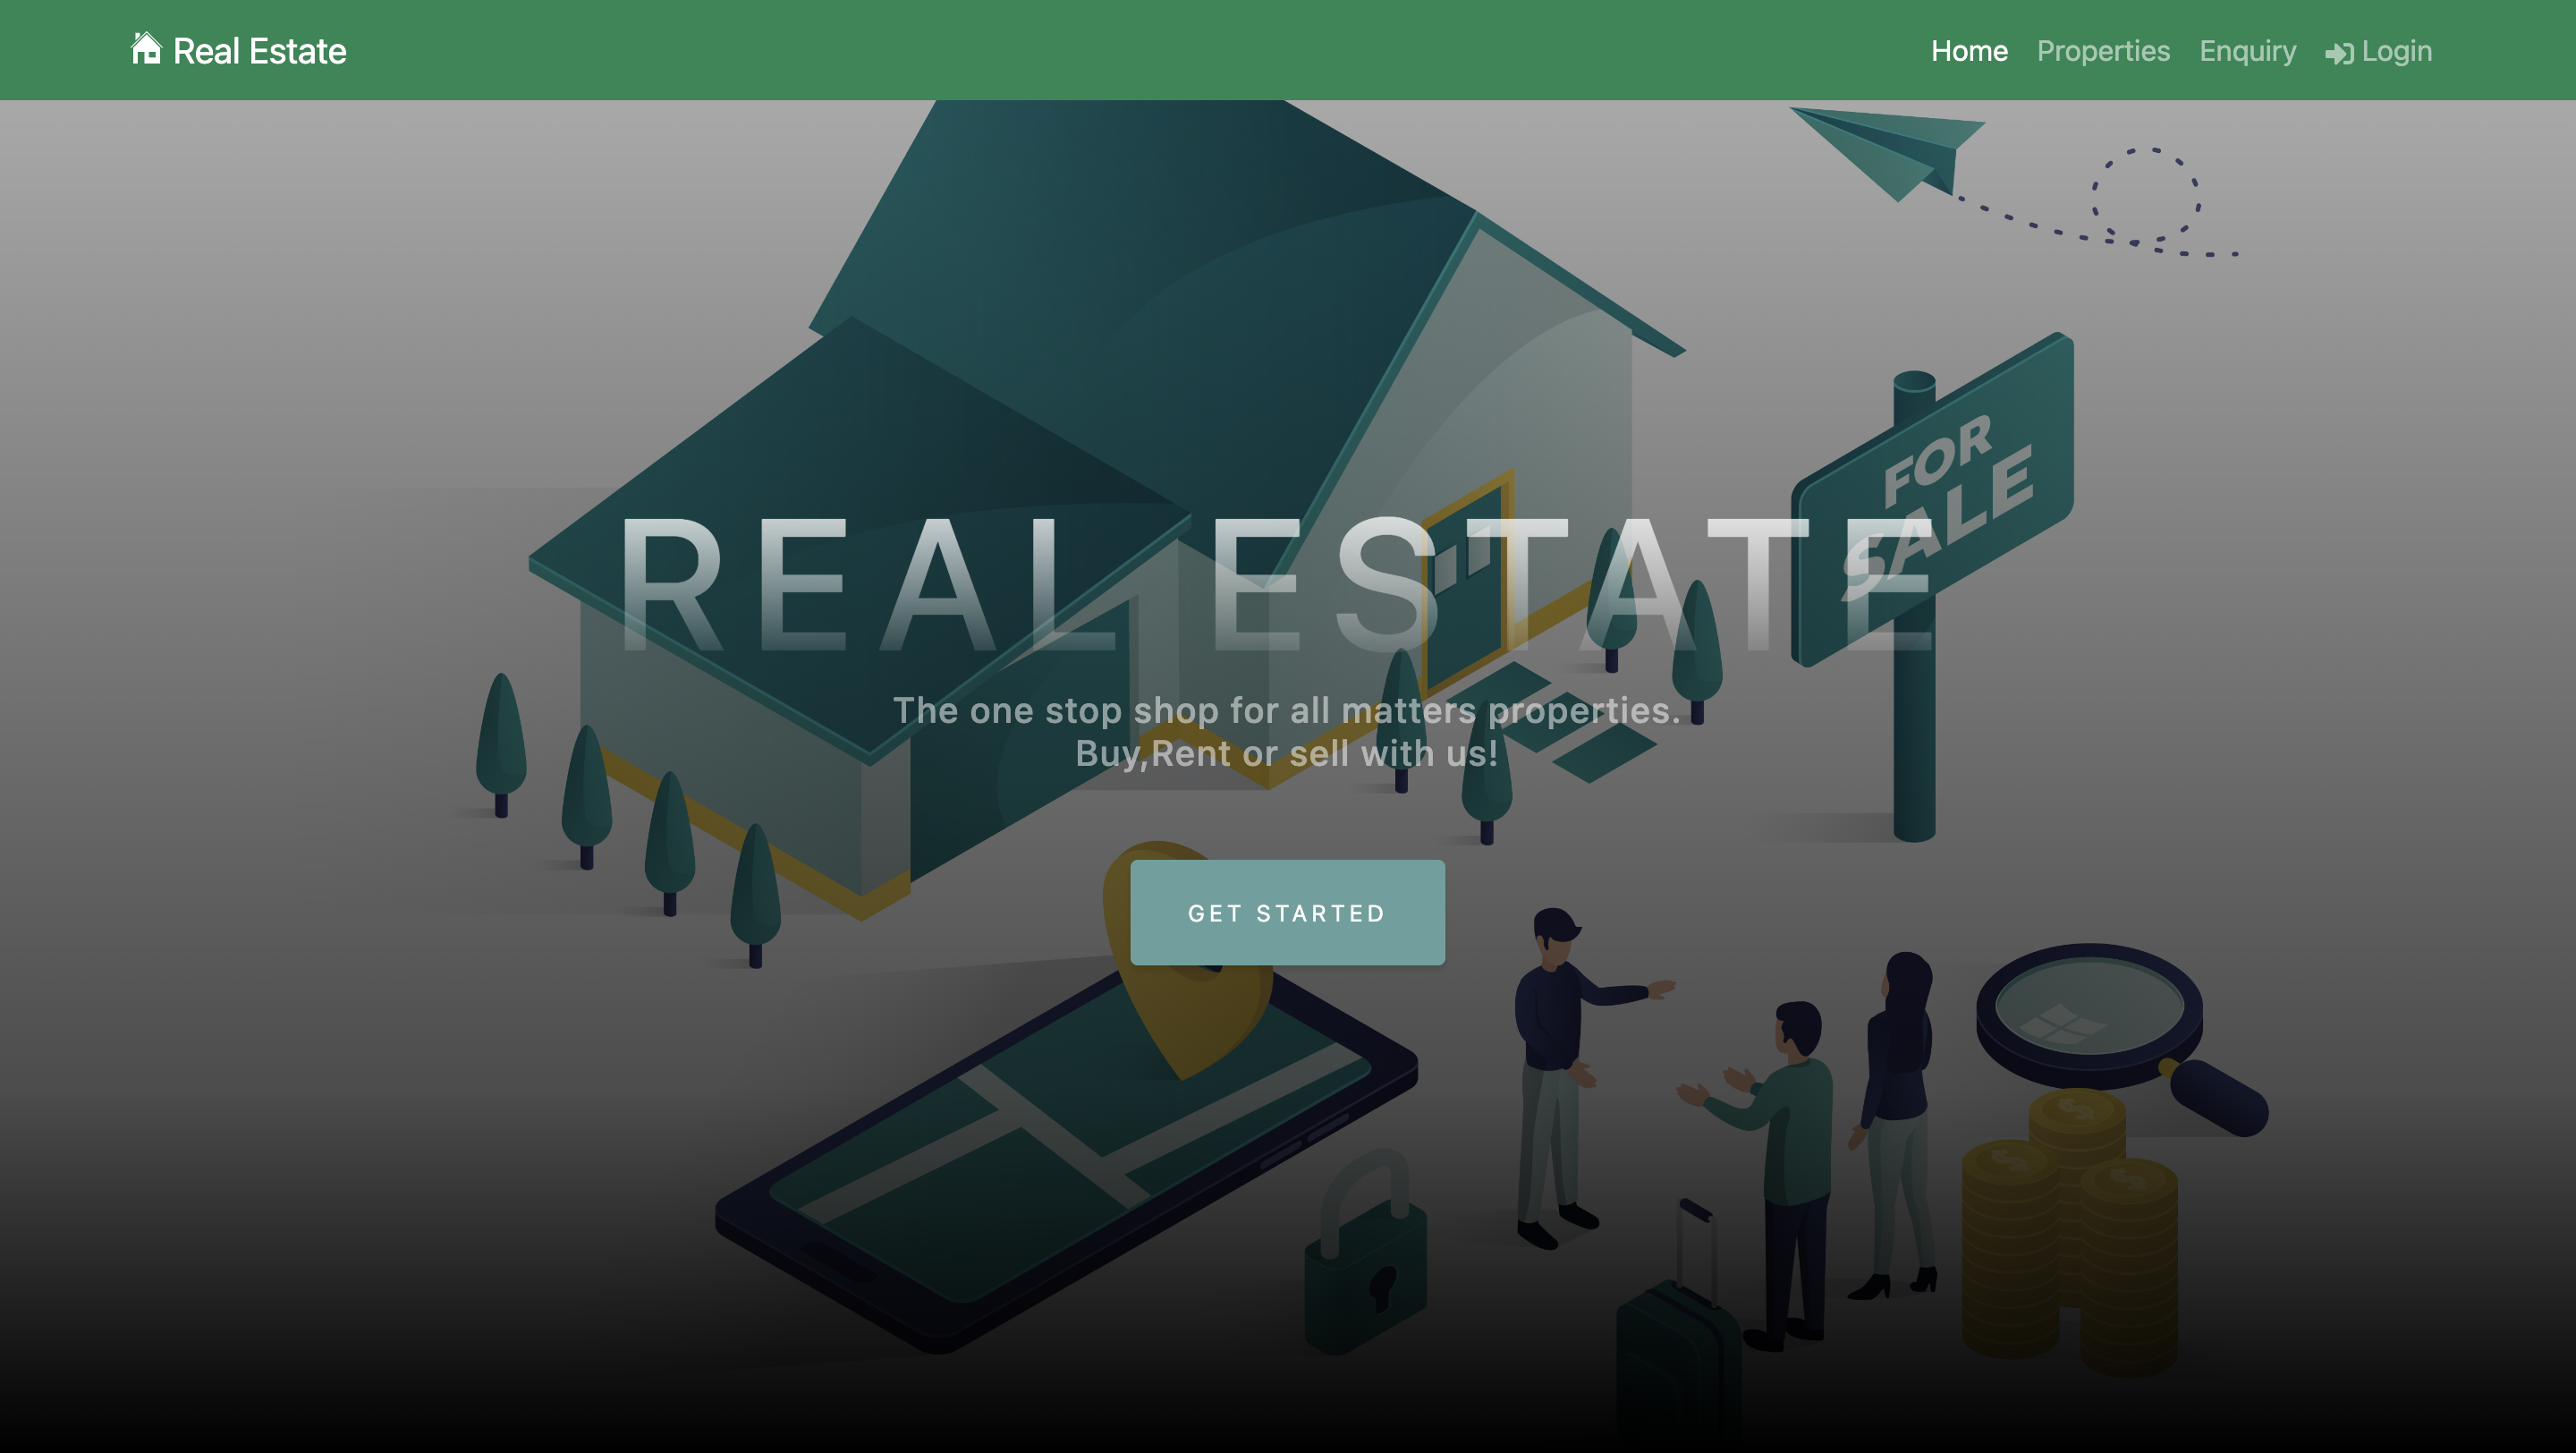 Real Estate
Home Properties Enquiry Login
FOR
SALE
REAL ESTATE
The one stop shop for all matters properties.
Buy,Rent or sell with us!
GET STARTED